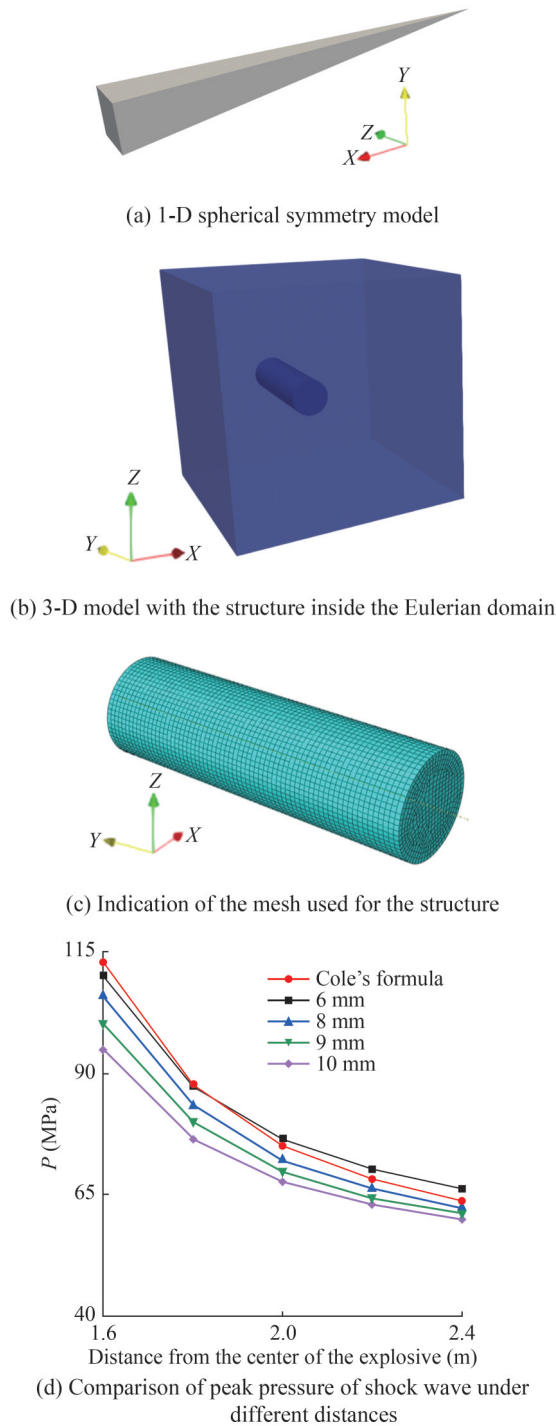 Y
Z
X
(a) 1-D spherical symmetry model
Z
Y
X
(b) 3-D model with the structure inside the Eulerian domain
Z
Y
X
(c) Indication of the mesh used for the structure
115
90
65
40
P (MPa)
Cole's formula
6 mm
8 mm
9 mm
10 mm
1.6
2.0
2.4
Distance from the center of the explosive (m)
(d) Comparison of peak pressure of shock wave under
different distances